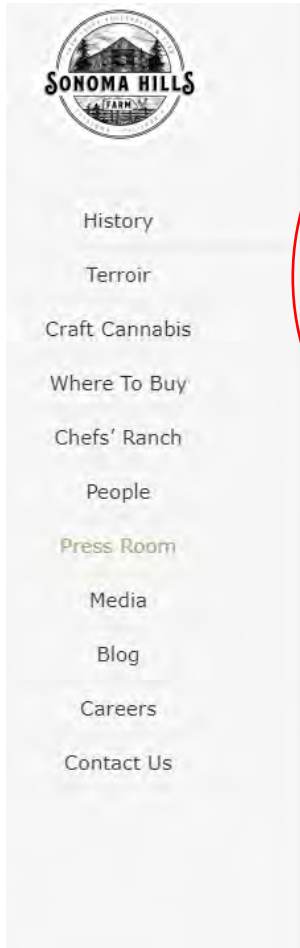 SONOMA HILLS
FARM
History
Terroir
Craft Cannabis
Where To Buy
Chefs’ Ranch
People
Press Room
Media
Blog
Careers
Contact Us